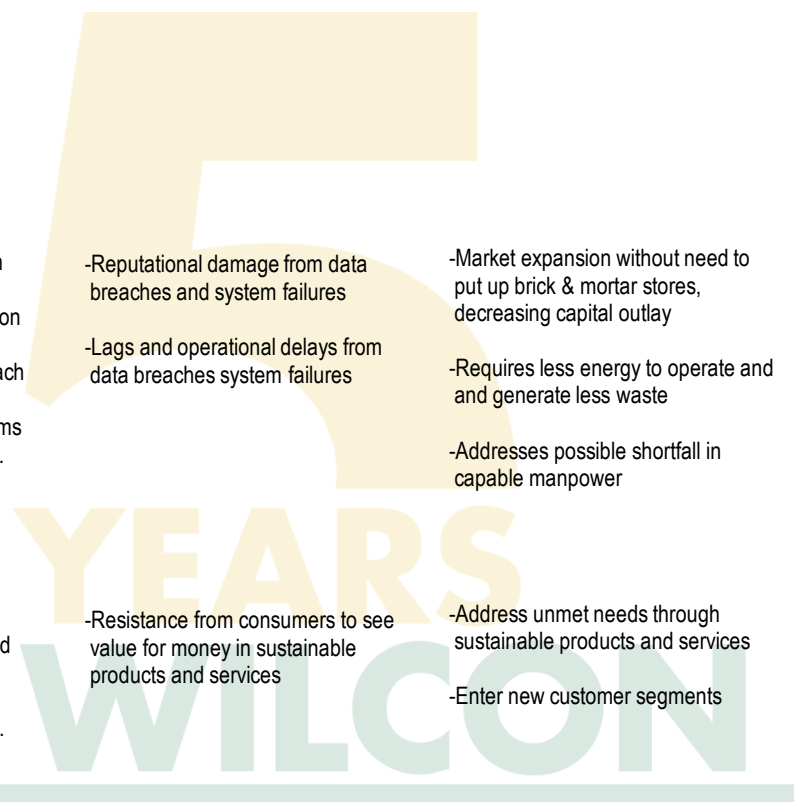 5
-Reputational damage from data
breaches and system failures
-Lags and operational delays from
data breaches system failures
-Market expansion without need to
put up brick & mortar stores,
decreasing capital outlay
-Requires less energy to operate and
and generate less waste
-Addresses possible shortfall in
capable manpower
YEARS
-Resistance from consumers to see
value for money in sustainable
products and services
-Address unmet needs through
sustainable products and services
-Enter new customer segments
WILCON